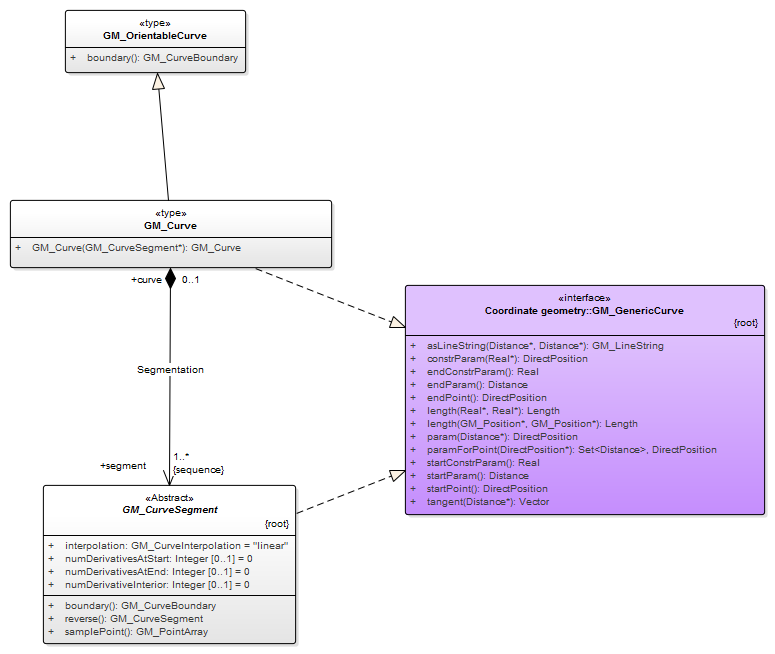 «type»
GM_OrientableCurve
+ boundary(): GM_CurveBoundary
«type»
GM_Curve
+ GM_Curve(GM_CurveSegment*): GM_Curve
+curve 0..1
Segmentation
+segment
1..*
{sequence}
«interface»
Coordinate geometry::GM_GenericCurve
{root}
+ asLineString(Distance*, Distance*): GM_LineString
+ constrParam(Real*): DirectPosition
+ endConstrParam(): Real
+ endParam(): Distance
+ endPoint(): DirectPosition
+ length(Real*, Real*): Length
+ length(GM_Position*, GM_Position*): Length
+ param(Distance*): DirectPosition
+ paramForPoint(DirectPosition*): Set<Distance>, DirectPosition
+ startConstrParam(): Real
+ startParam(): Distance
+ startPoint(): DirectPosition
+ tangent(Distance*): Vector
«Abstract»
GM_CurveSegment
{root}
+ interpolation: GM_CurveInterpolation = "linear"
+ numDerivativesAtStart: Integer [0..1] = 0
+ numDerivativesAtEnd: Integer [0..1] = 0
+ numDerivativeInterior: Integer [0..1] = 0
+ boundary(): GM_CurveBoundary
+ reverse(): GM_CurveSegment
+ samplePoint(): GM_PointArray